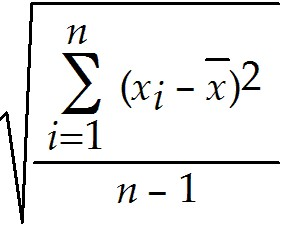 n
√ ∑ (xᵢ – x̅)²
i=1
n – 1